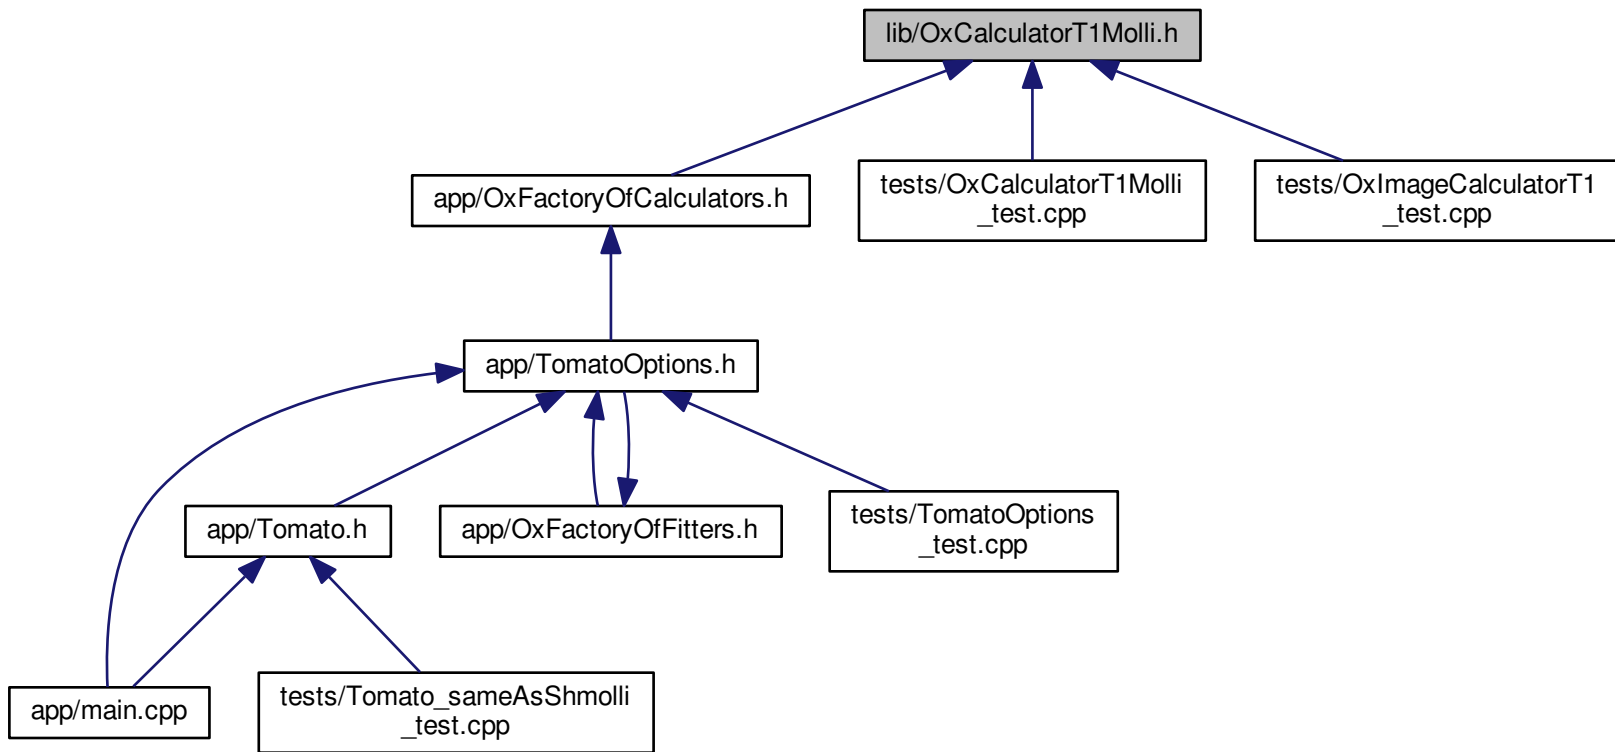 lib/OxCalculatorT1Molli.h
app/OxFactoryOfCalculators.h
tests/OxCalculatorT1Molli
_test.cpp
tests/OxImageCalculatorT1
_test.cpp
app/TomatoOptions.h
app/Tomato.h
app/OxFactoryOfFitters.h
tests/TomatoOptions
_test.cpp
app/main.cpp
tests/Tomato_sameAsShmolli
_test.cpp